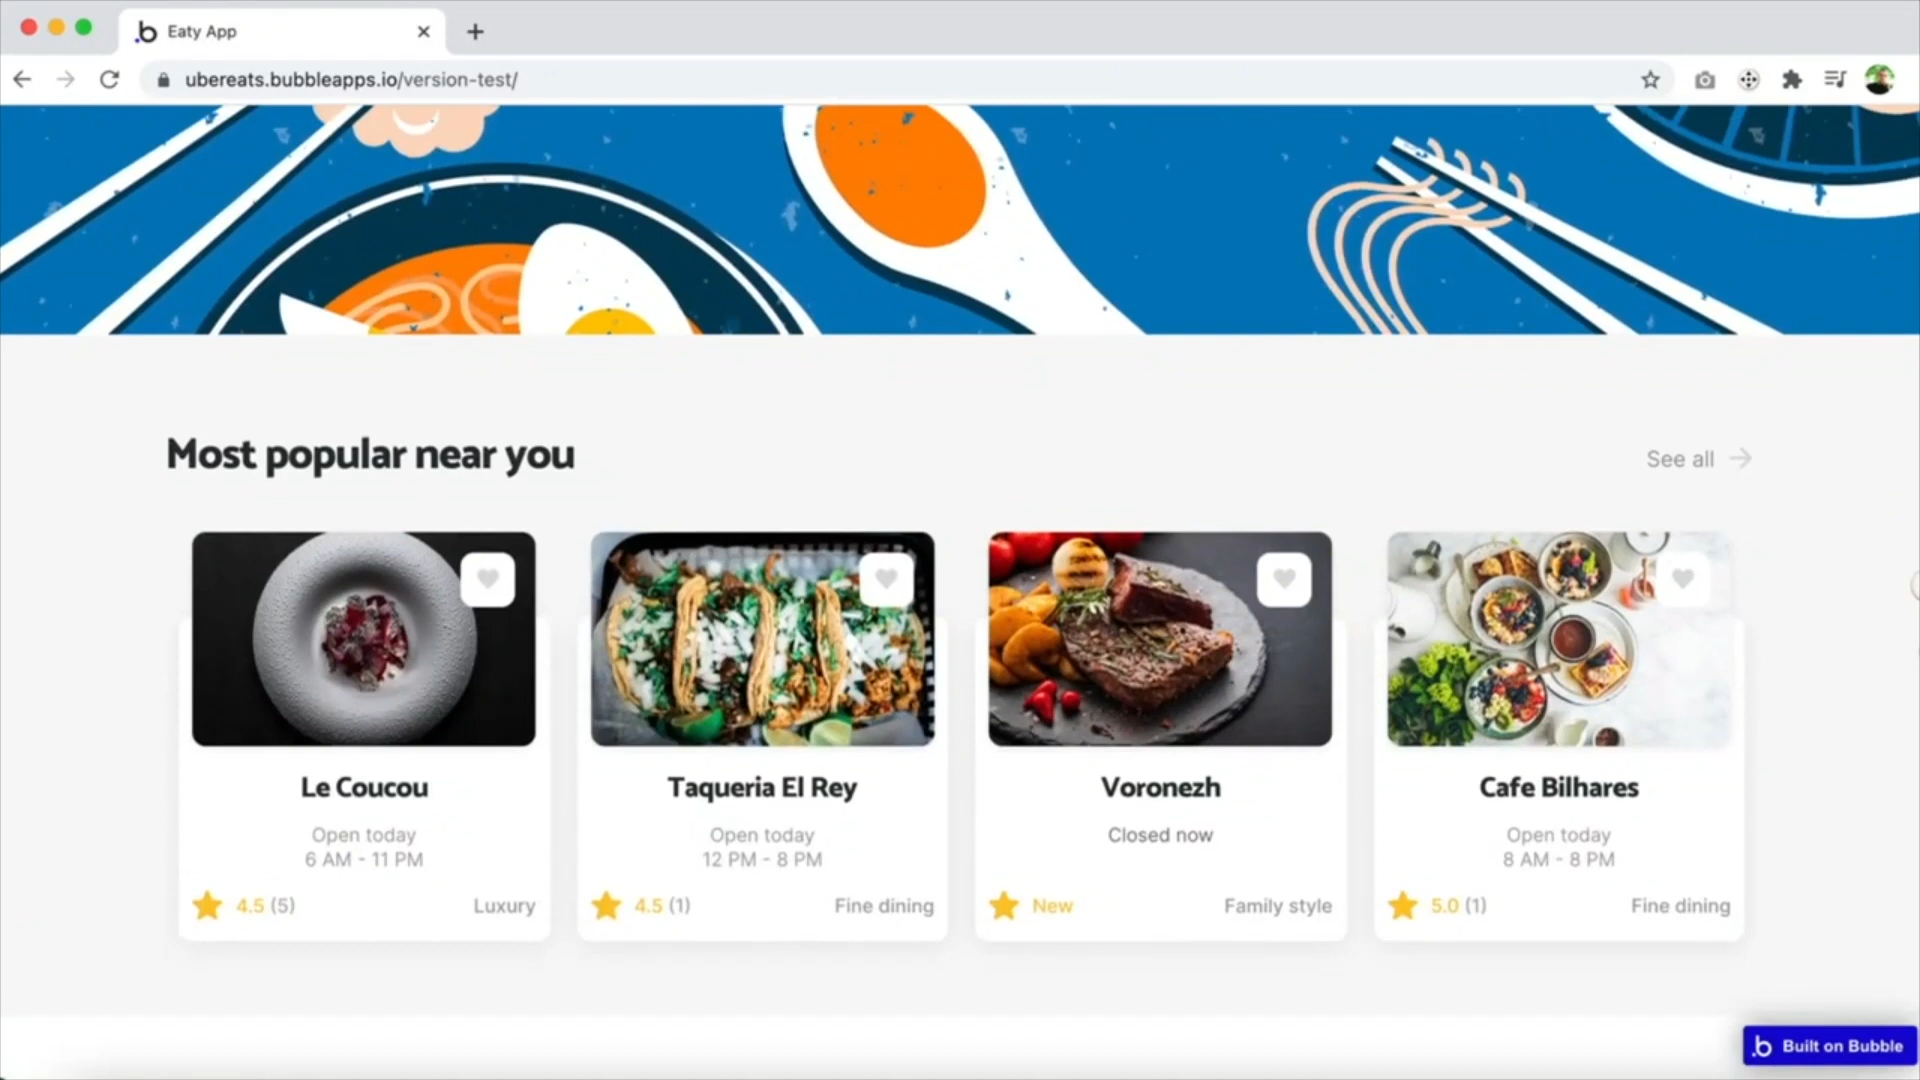 Eaty App
ubereats.bubbleapps.io/version-test/
Most popular near you
See all
Le Coucou
Open today
6 AM - 11 PM
4.5 (5)
Luxury
Taqueria El Rey
Open today
12 PM - 8 PM
4.5 (1)
Fine dining
Voronezh
Closed now
New
Family style
Cafe Bilhares
Open today
8 AM - 8 PM
5.0 (1)
Fine dining
Built on Bubble